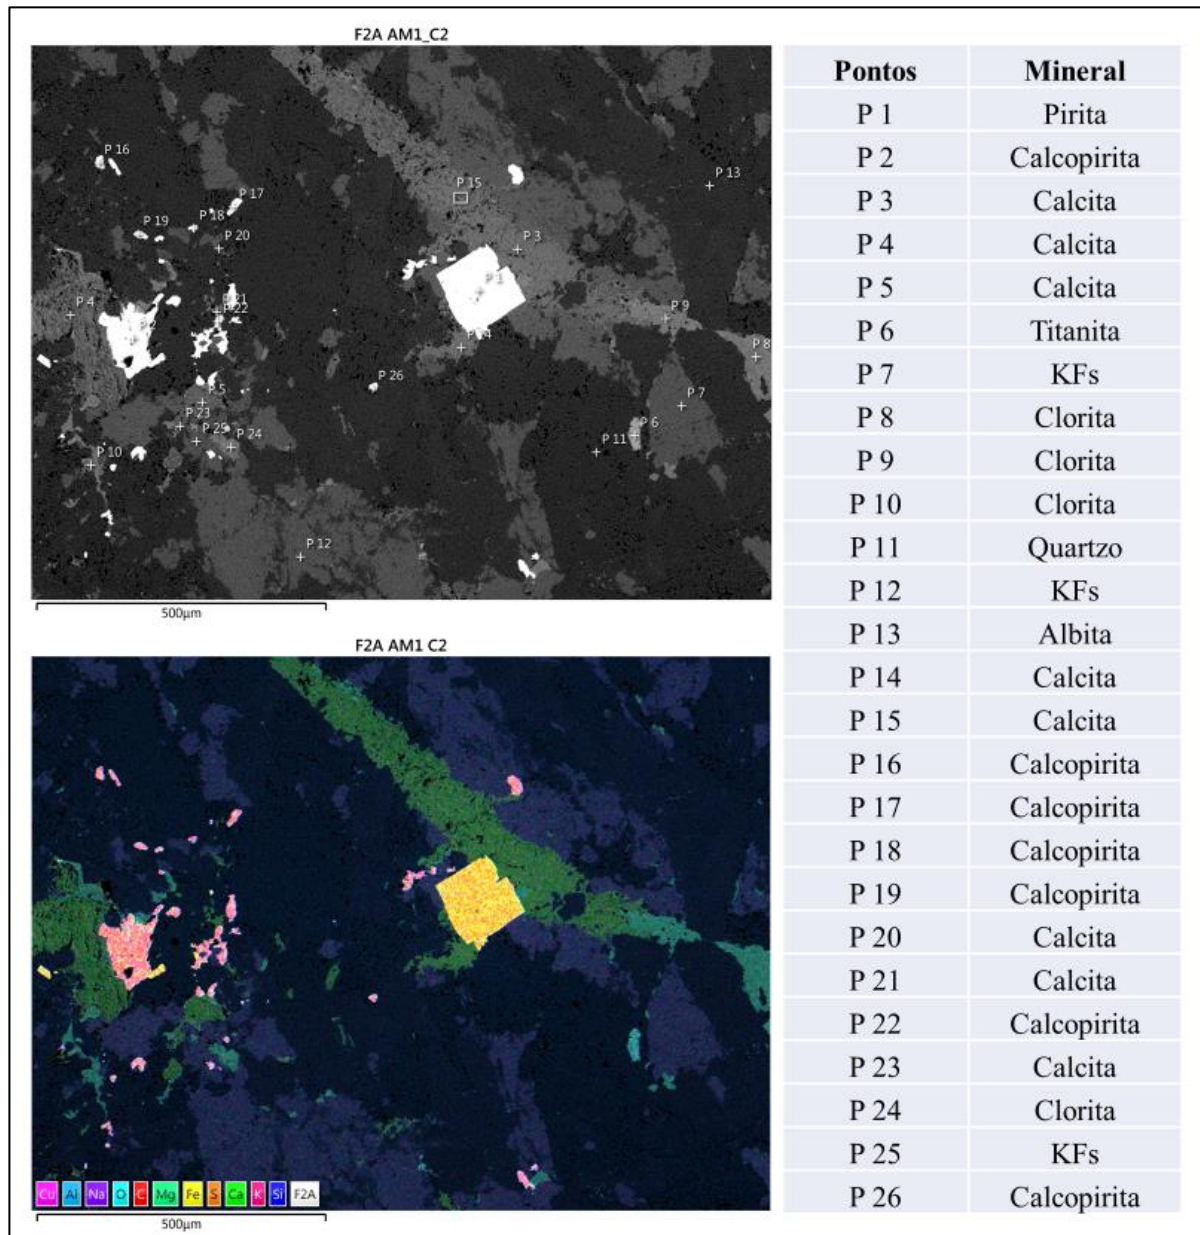 F2A AM1_C2
P 16
P 13
P 17
P 15
P 18
P 19
P 20
P 3
P 1
P 4
P 21
P 22
P 9
P 8
P 26
P 7
P 5
P 23
P 6
P 25
P 24
P 11
P 10
P 12
500µm
F2A AM1 C2
Cu Al Na O C Mg Fe S Ca K Si F2A
500µm
Pontos Mineral
P 1 Pirita
P 2 Calcopirita
P 3 Calcita
P 4 Calcita
P 5 Calcita
P 6 Titanita
P 7 KFs
P 8 Clorita
P 9 Clorita
P 10 Clorita
P 11 Quartzo
P 12 KFs
P 13 Albita
P 14 Calcita
P 15 Calcita
P 16 Calcopirita
P 17 Calcopirita
P 18 Calcopirita
P 19 Calcopirita
P 20 Calcita
P 21 Calcita
P 22 Calcopirita
P 23 Calcita
P 24 Clorita
P 25 KFs
P 26 Calcopirita